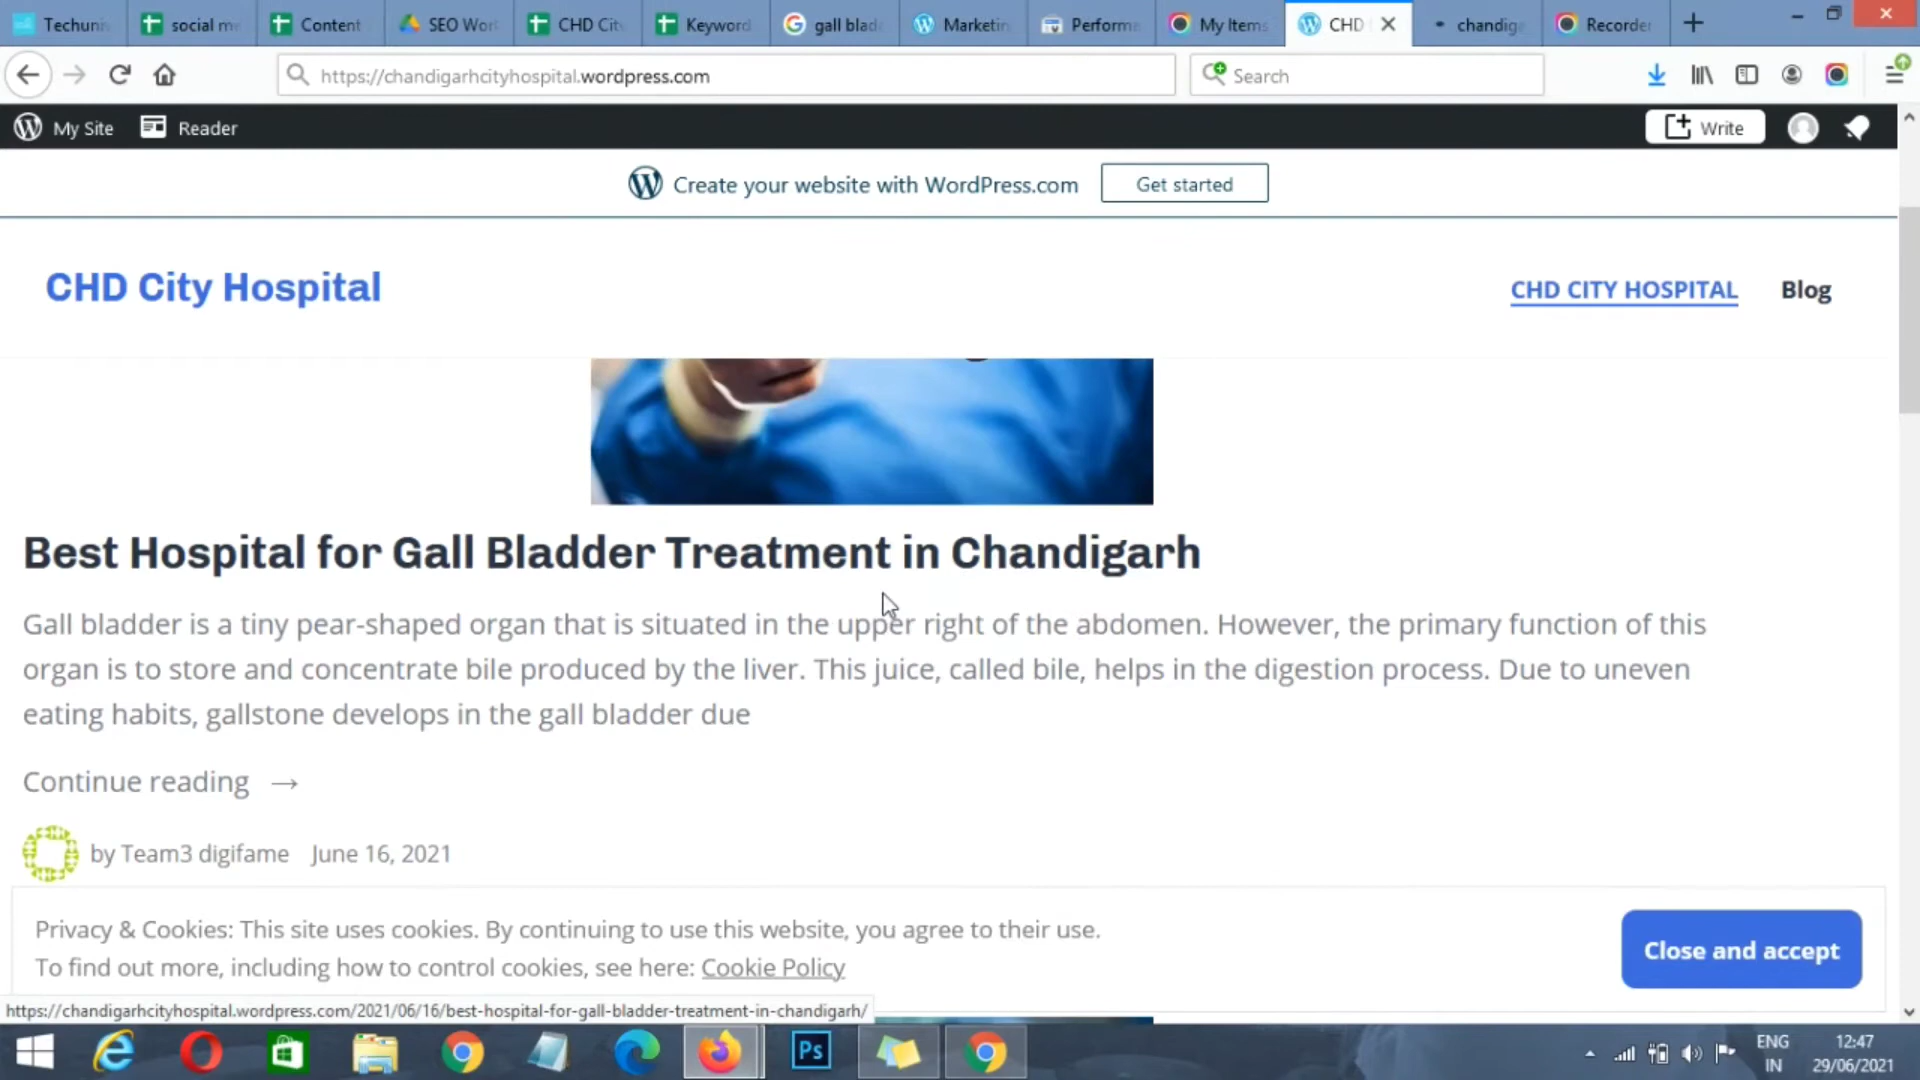 Techuni social me Content SEO Wor CHD City Keyword gall blad Marketin Performa My Items CHD chandiga Recorder
https://chandigarhcityhospital.wordpress.com Search
My Site Reader Write
Create your website with WordPress.com Get started
CHD City Hospital CHD CITY HOSPITAL Blog
Best Hospital for Gall Bladder Treatment in Chandigarh
Gall bladder is a tiny pear-shaped organ that is situated in the upper right of the abdomen. However, the primary function of this
organ is to store and concentrate bile produced by the liver. This juice, called bile, helps in the digestion process. Due to uneven
eating habits, gallstone develops in the gall bladder due
Continue reading →
by Team3 digifame June 16, 2021
Privacy & Cookies: This site uses cookies. By continuing to use this website, you agree to their use.
To find out more, including how to control cookies, see here: Cookie Policy
Close and accept
https://chandigarhcityhospital.wordpress.com/2021/06/16/best-hospital-for-gall-bladder-treatment-in-chandigarh/
Ps
ENG 12:47
IN 29/06/2021